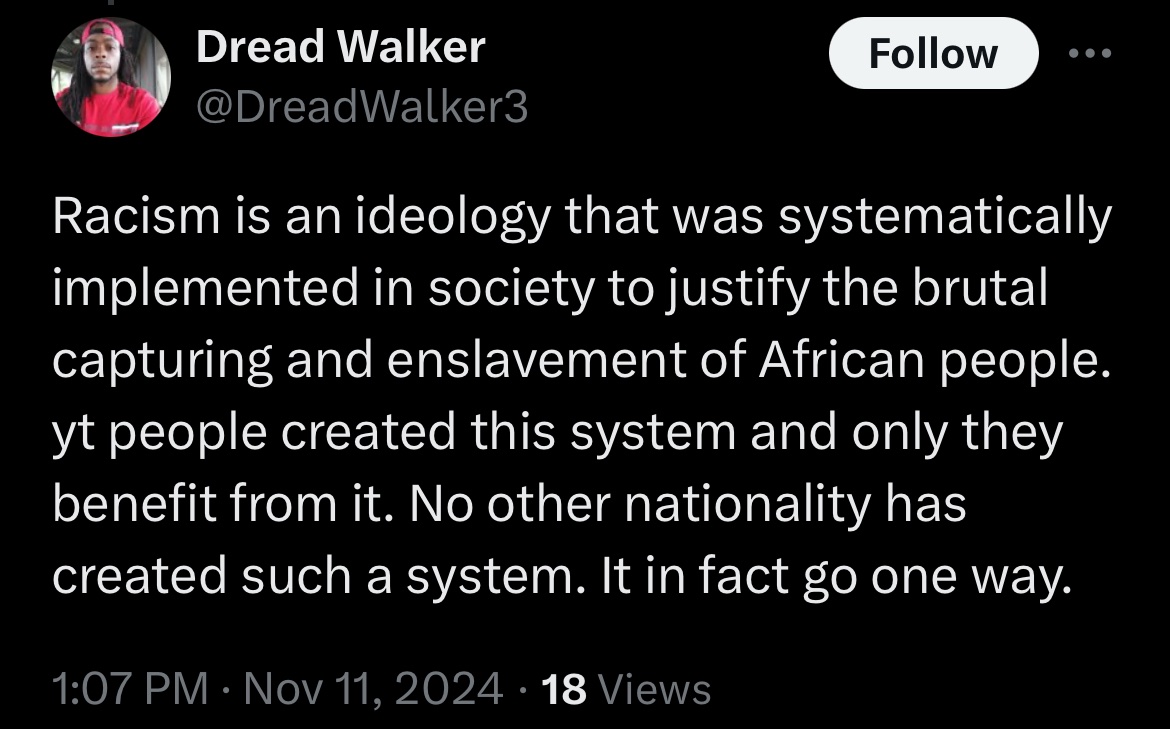 Dread Walker
Follow
@DreadWalker3
Racism is an ideology that was systematically
implemented in society to justify the brutal
capturing and enslavement of African people.
yt people created this system and only they
benefit from it. No other nationality has
created such a system. It in fact go one way.
1:07 PM · Nov 11, 2024 · 18 Views